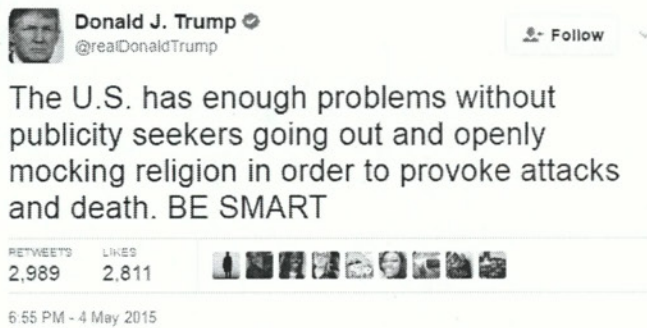 Donald J. Trump
@realDonaldTrump
Follow
The U.S. has enough problems without
publicity seekers going out and openly
mocking religion in order to provoke attacks
and death. BE SMART
RETWEETS LIKES
2,989 2,811
6:55 PM - 4 May 2015